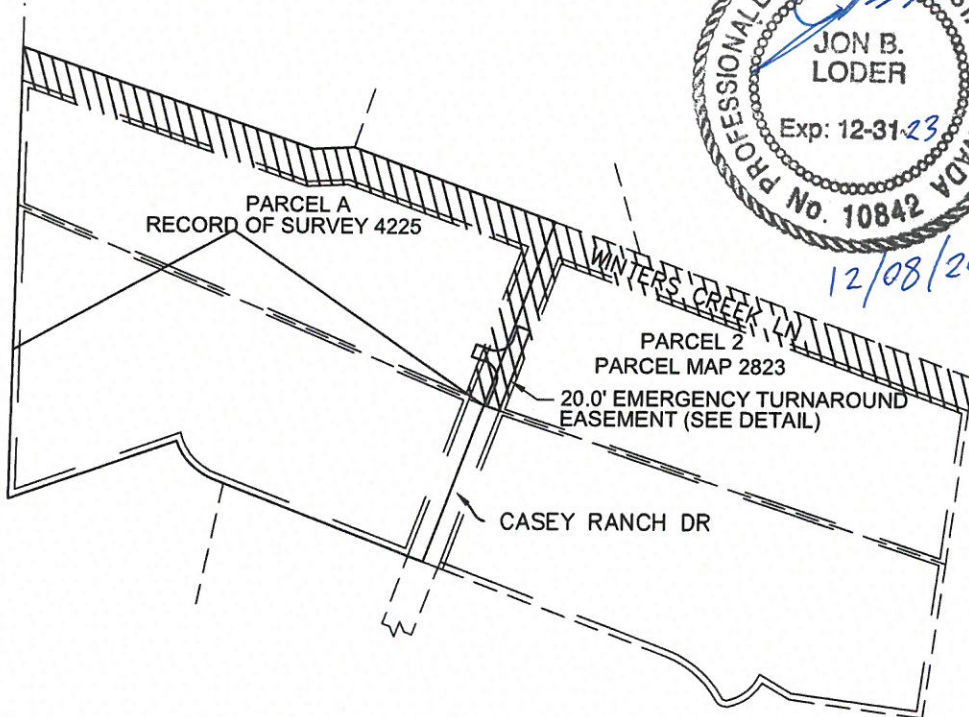 PROFESSIONAL
JON B.
LODER
Exp: 12-31-23
No. 10842
12/08/2
PARCEL A
RECORD OF SURVEY 4225
WINTERS CREEK LN
PARCEL 2
PARCEL MAP 2823
20.0' EMERGENCY TURNAROUND
EASEMENT (SEE DETAIL)
CASEY RANCH DR